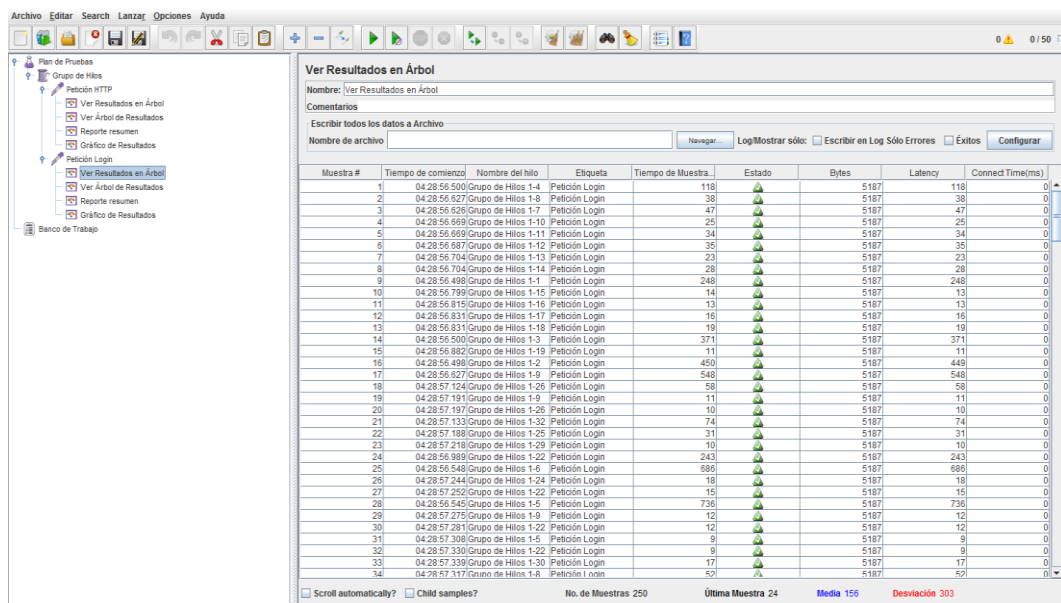 Archivo Editar Search Lanzar Opciones Ayuda
0 0 / 50
Plan de Pruebas
Grupo de Hilos
Petición HTTP
Ver Resultados en Árbol
Ver Árbol de Resultados
Reporte resumen
Gráfico de Resultados
Petición Login
Ver Resultados en Árbol
Ver Árbol de Resultados
Reporte resumen
Gráfico de Resultados
Banco de Trabajo
Ver Resultados en Árbol
Nombre: Ver Resultados en Árbol
Comentarios
Escribir todos los datos a Archivo
Nombre de archivo Navegar... Log/Mostrar sólo: Escribir en Log Sólo Errores Éxitos Configurar
Muestra # Tiempo de comienzo Nombre del hilo Etiqueta Tiempo de Muestra... Estado Bytes Latency Connect Time(ms)
1 04:28:56.500 Grupo de Hilos 1-4 Petición Login 118 5187 118 0
2 04:28:56.627 Grupo de Hilos 1-8 Petición Login 38 5187 38 0
3 04:28:56.626 Grupo de Hilos 1-7 Petición Login 47 5187 47 0
4 04:28:56.669 Grupo de Hilos 1-10 Petición Login 25 5187 25 0
5 04:28:56.669 Grupo de Hilos 1-11 Petición Login 34 5187 34 0
6 04:28:56.687 Grupo de Hilos 1-12 Petición Login 35 5187 35 0
7 04:28:56.704 Grupo de Hilos 1-13 Petición Login 23 5187 23 0
8 04:28:56.704 Grupo de Hilos 1-14 Petición Login 28 5187 28 0
9 04:28:56.498 Grupo de Hilos 1-1 Petición Login 248 5187 248 0
10 04:28:56.799 Grupo de Hilos 1-15 Petición Login 14 5187 13 0
11 04:28:56.815 Grupo de Hilos 1-16 Petición Login 13 5187 13 0
12 04:28:56.831 Grupo de Hilos 1-17 Petición Login 16 5187 16 0
13 04:28:56.831 Grupo de Hilos 1-18 Petición Login 19 5187 19 0
14 04:28:56.500 Grupo de Hilos 1-3 Petición Login 371 5187 371 0
15 04:28:56.882 Grupo de Hilos 1-19 Petición Login 11 5187 11 0
16 04:28:56.498 Grupo de Hilos 1-2 Petición Login 450 5187 449 0
17 04:28:56.627 Grupo de Hilos 1-9 Petición Login 548 5187 548 0
18 04:28:57.124 Grupo de Hilos 1-26 Petición Login 58 5187 58 0
19 04:28:57.191 Grupo de Hilos 1-9 Petición Login 11 5187 11 0
20 04:28:57.197 Grupo de Hilos 1-26 Petición Login 10 5187 10 0
21 04:28:57.133 Grupo de Hilos 1-32 Petición Login 74 5187 74 0
22 04:28:57.188 Grupo de Hilos 1-25 Petición Login 31 5187 31 0
23 04:28:57.218 Grupo de Hilos 1-29 Petición Login 10 5187 10 0
24 04:28:56.989 Grupo de Hilos 1-22 Petición Login 243 5187 243 0
25 04:28:56.548 Grupo de Hilos 1-6 Petición Login 686 5187 686 0
26 04:28:57.244 Grupo de Hilos 1-24 Petición Login 18 5187 18 0
27 04:28:57.252 Grupo de Hilos 1-22 Petición Login 15 5187 15 0
28 04:28:56.545 Grupo de Hilos 1-5 Petición Login 736 5187 736 0
29 04:28:57.275 Grupo de Hilos 1-9 Petición Login 12 5187 12 0
30 04:28:57.281 Grupo de Hilos 1-22 Petición Login 12 5187 12 0
31 04:28:57.308 Grupo de Hilos 1-5 Petición Login 9 5187 9 0
32 04:28:57.330 Grupo de Hilos 1-22 Petición Login 9 5187 9 0
33 04:28:57.339 Grupo de Hilos 1-30 Petición Login 17 5187 17 0
34 04:28:57.317 Grupo de Hilos 1-8 Petición Login 52 5187 52 0
Scroll automatically? Child samples? No. de Muestras 250 Última Muestra 24 Media 156 Desviación 303